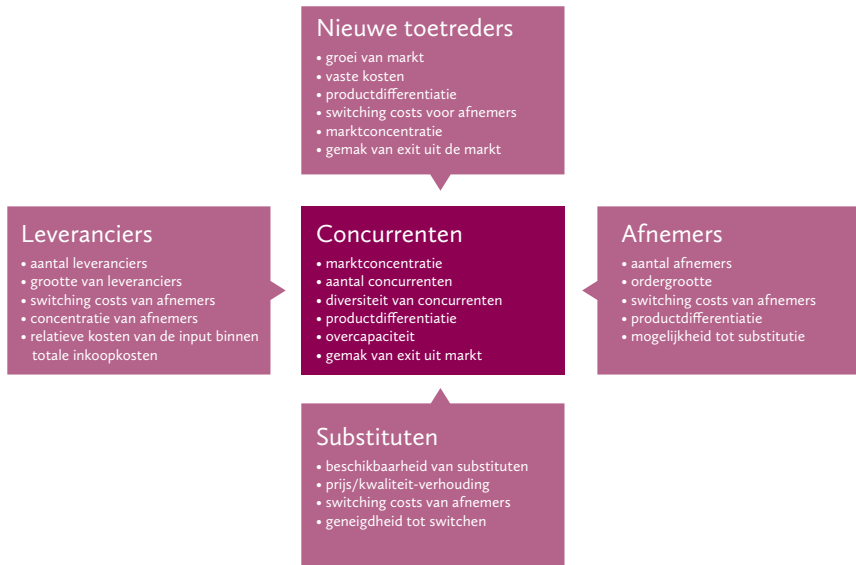 Nieuwe toetreders
• groei van markt
• vaste kosten
• productdifferentiatie
• switching costs voor afnemers
• marktconcentratie
• gemak van exit uit de markt
Leveranciers
• aantal leveranciers
• grootte van leveranciers
• switching costs van afnemers
• concentratie van afnemers
• relatieve kosten van de input binnen
totale inkoopkosten
Concurrenten
• marktconcentratie
• aantal concurrenten
• diversiteit van concurrenten
• productdifferentiatie
• overcapaciteit
• gemak van exit uit markt
Afnemers
• aantal afnemers
• ordergrootte
• switching costs van afnemers
• productdifferentiatie
• mogelijkheid tot substitutie
Substituten
• beschikbaarheid van substituten
• prijs/kwaliteit-verhouding
• switching costs van afnemers
• geneigdheid tot switchen